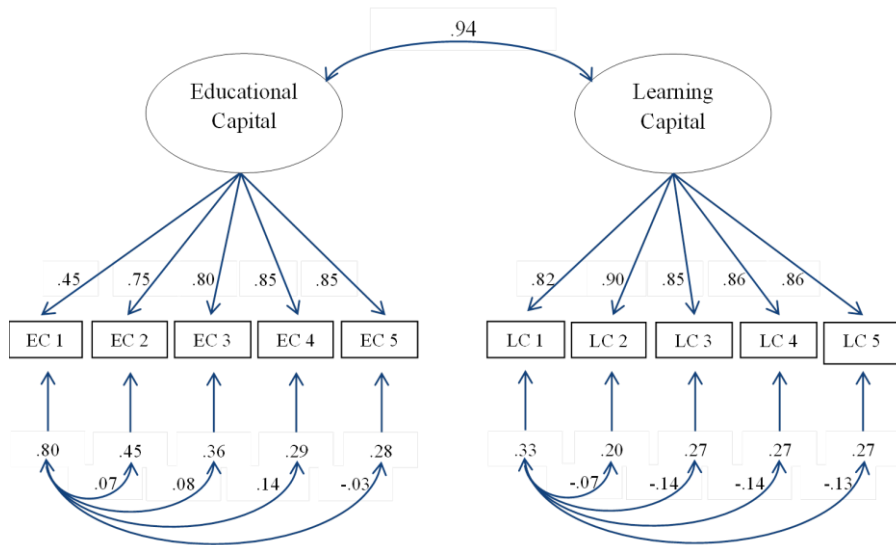 .94
Educational
Capital
Learning
Capital
.45 .75 .80 .85 .85 .82 .90 .85 .86 .86
EC 1 EC 2 EC 3 EC 4 EC 5 LC 1 LC 2 LC 3 LC 4 LC 5
.80 .45 .36 .29 .28 .33 .20 .27 .27 .27
.07 .08 .14 -.03 -.07 -.14 -.14 -.13